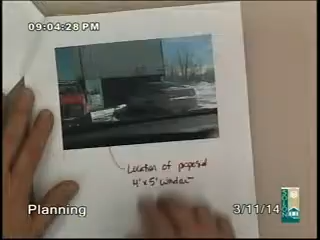 09:04:28 PM
Location of proposed
4' x 5' window
Planning
3/11/14